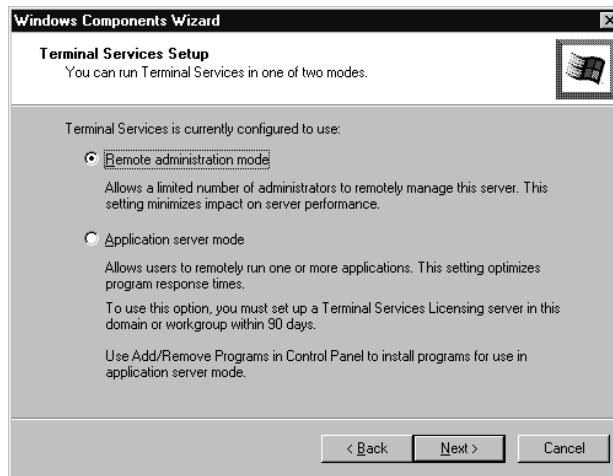 Windows Components Wizard
Terminal Services Setup
You can run Terminal Services in one of two modes.
Terminal Services is currently configured to use:
Remote administration mode
Allows a limited number of administrators to remotely manage this server. This
setting minimizes impact on server performance.
Application server mode
Allows users to remotely run one or more applications. This setting optimizes
program response times.
To use this option, you must set up a Terminal Services Licensing server in this
domain or workgroup within 90 days.
Use Add/Remove Programs in Control Panel to install programs for use in
application server mode.
< Back Next > Cancel